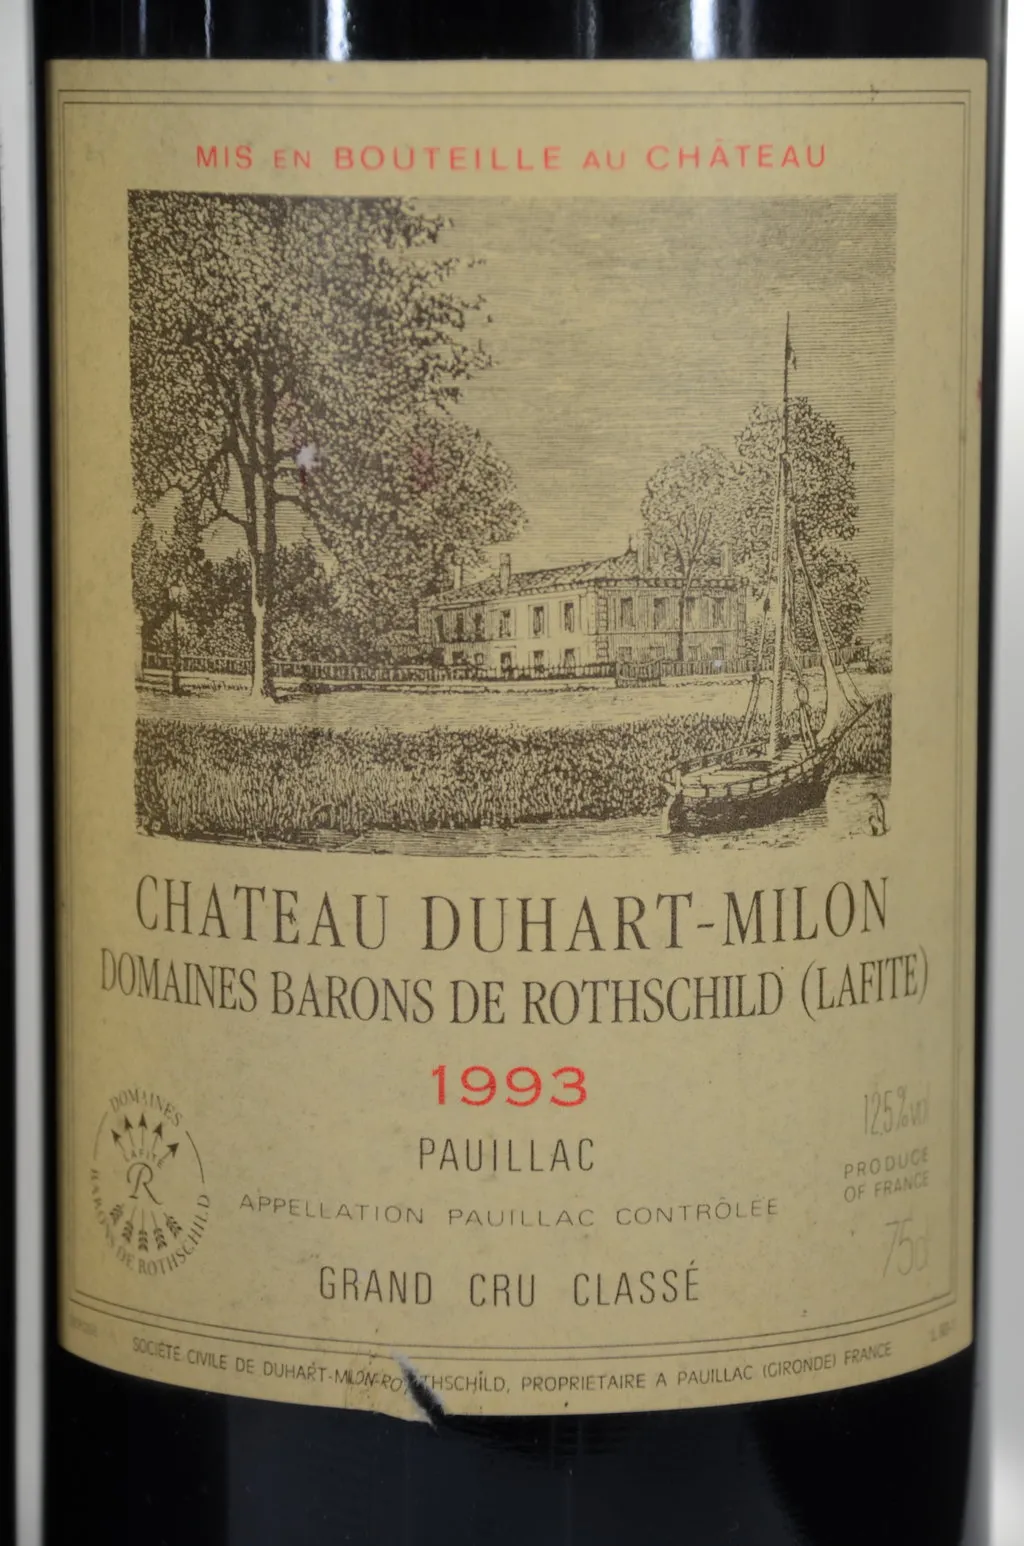 MIS EN BOUTEILLE AU CHÂTEAU
CHATEAU DUHART-MILON
DOMAINES BARONS DE ROTHSCHILD (LAFITE)
1993
PAUILLAC
APPELLATION PAUILLAC CONTRÔLÉE
GRAND CRU CLASSÉ
DOMAINES
LAFITE
R
BARONS DE ROTHSCHILD
12,5% vol
PRODUCE
OF FRANCE
75cl
SOCIÉTÉ CIVILE DE DUHART-MILON-ROTHSCHILD, PROPRIETAIRE A PAUILLAC (GIRONDE) FRANCE